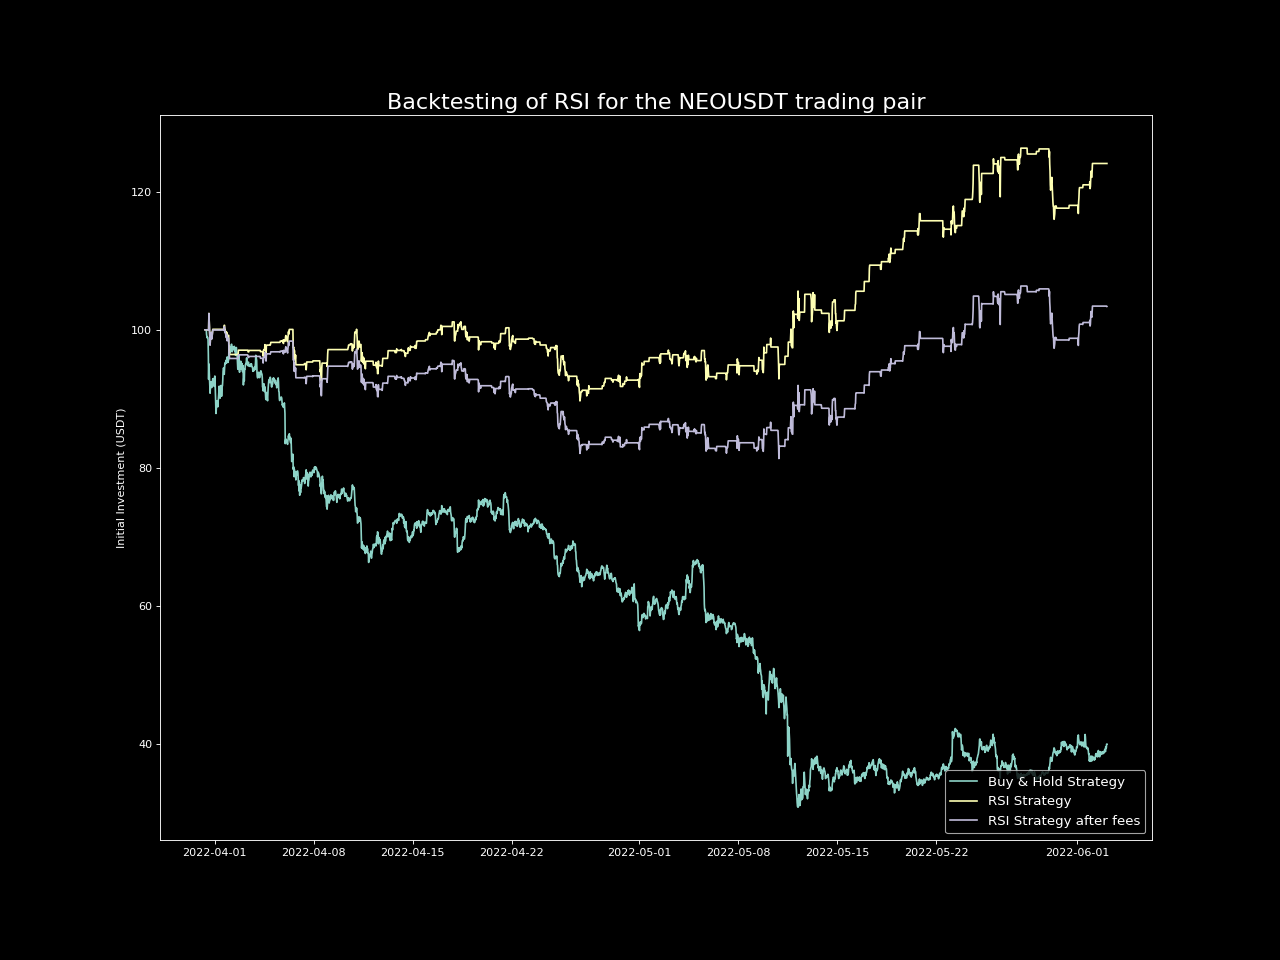 Backtesting of RSI for the NEOUSDT trading pair
Initial Investment (USDT)
120
100
80
60
40
2022-04-01
2022-04-08
2022-04-15
2022-04-22
2022-05-01
2022-05-08
2022-05-15
2022-05-22
2022-06-01
Buy & Hold Strategy
RSI Strategy
RSI Strategy after fees